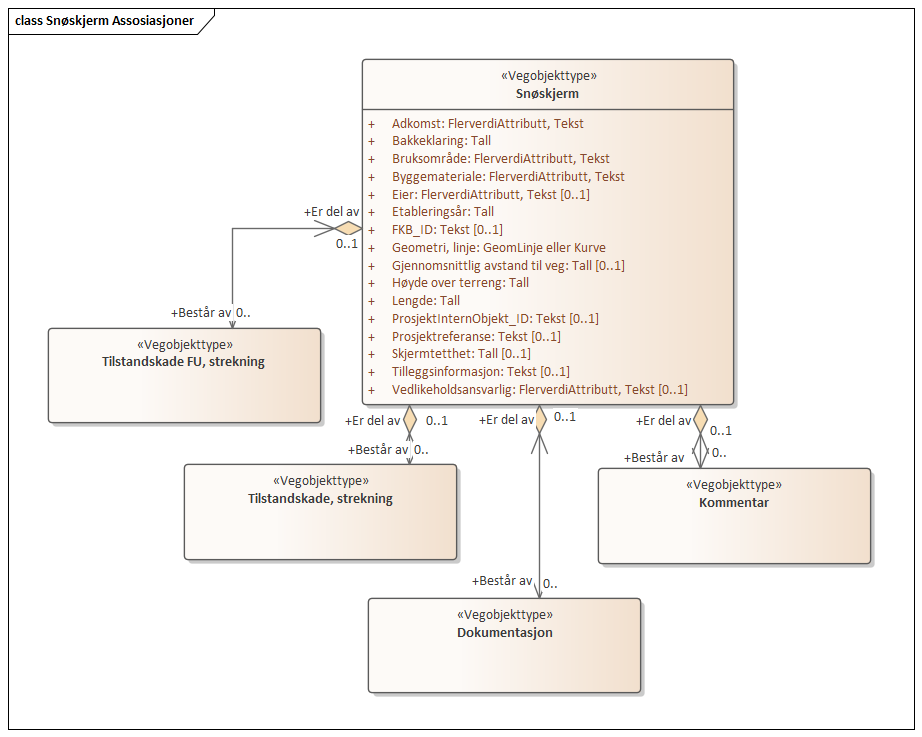 class Snøskjerm Assosiasjoner
«Vegobjekttype»
Snøskjerm
+ Adkomst: FlerverdiAttributt, Tekst
+ Bakkeklaring: Tall
+ Bruksområde: FlerverdiAttributt, Tekst
+ Byggemateriale: FlerverdiAttributt, Tekst
+ Eier: FlerverdiAttributt, Tekst [0..1]
+ Etableringsår: Tall
+ FKB_ID: Tekst [0..1]
+ Geometri, linje: GeomLinje eller Kurve
+ Gjennomsnittlig avstand til veg: Tall [0..1]
+ Høyde over terreng: Tall
+ Lengde: Tall
+ ProsjektInternObjekt_ID: Tekst [0..1]
+ Prosjektreferanse: Tekst [0..1]
+ Skjermtetthet: Tall [0..1]
+ Tilleggsinformasjon: Tekst [0..1]
+ Vedlikeholdsansvarlig: FlerverdiAttributt, Tekst [0..1]
+Er del av
0..1
+Består av 0..
«Vegobjekttype»
Tilstandskade FU, strekning
+Er del av 0..1
+Består av 0..
«Vegobjekttype»
Tilstandskade, strekning
+Er del av 0..1
+Består av 0..
«Vegobjekttype»
Dokumentasjon
+Er del av
0..1
+Består av 0..
«Vegobjekttype»
Kommentar